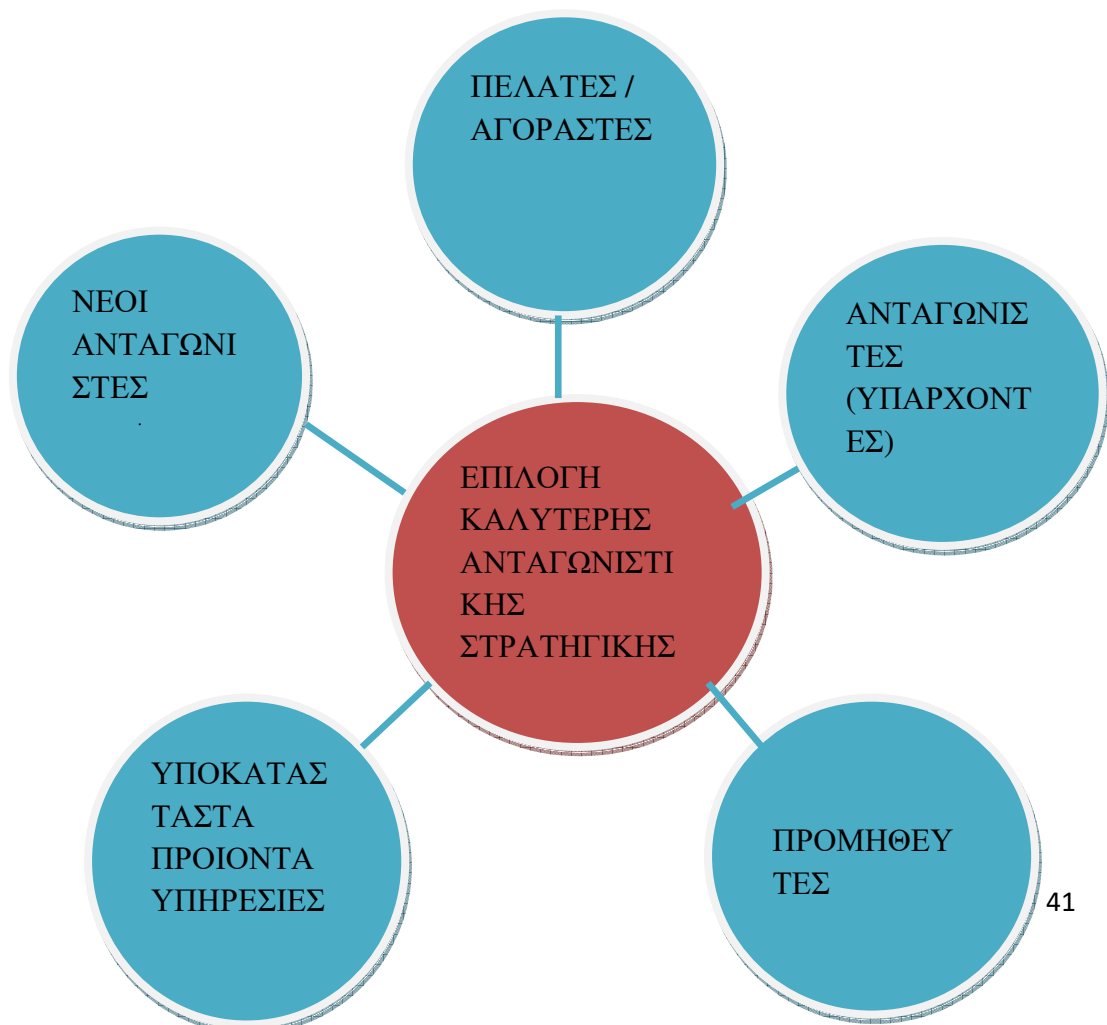 ΠΕΛΑΤΕΣ /
ΑΓΟΡΑΣΤΕΣ
ΝΕΟΙ
ΑΝΤΑΓΩΝΙ
ΣΤΕΣ
.
ΑΝΤΑΓΩΝΙΣ
ΤΕΣ
(ΥΠΑΡΧΟΝΤ
ΕΣ)
ΕΠΙΛΟΓΗ
ΚΑΛΥΤΕΡΗΣ
ΑΝΤΑΓΩΝΙΣΤΙ
ΚΗΣ
ΣΤΡΑΤΗΓΙΚΗΣ
ΥΠΟΚΑΤΑΣ
ΤΑΣΤΑ
ΠΡΟΙΟΝΤΑ
ΥΠΗΡΕΣΙΕΣ
ΠΡΟΜΗΘΕΥ
ΤΕΣ
41